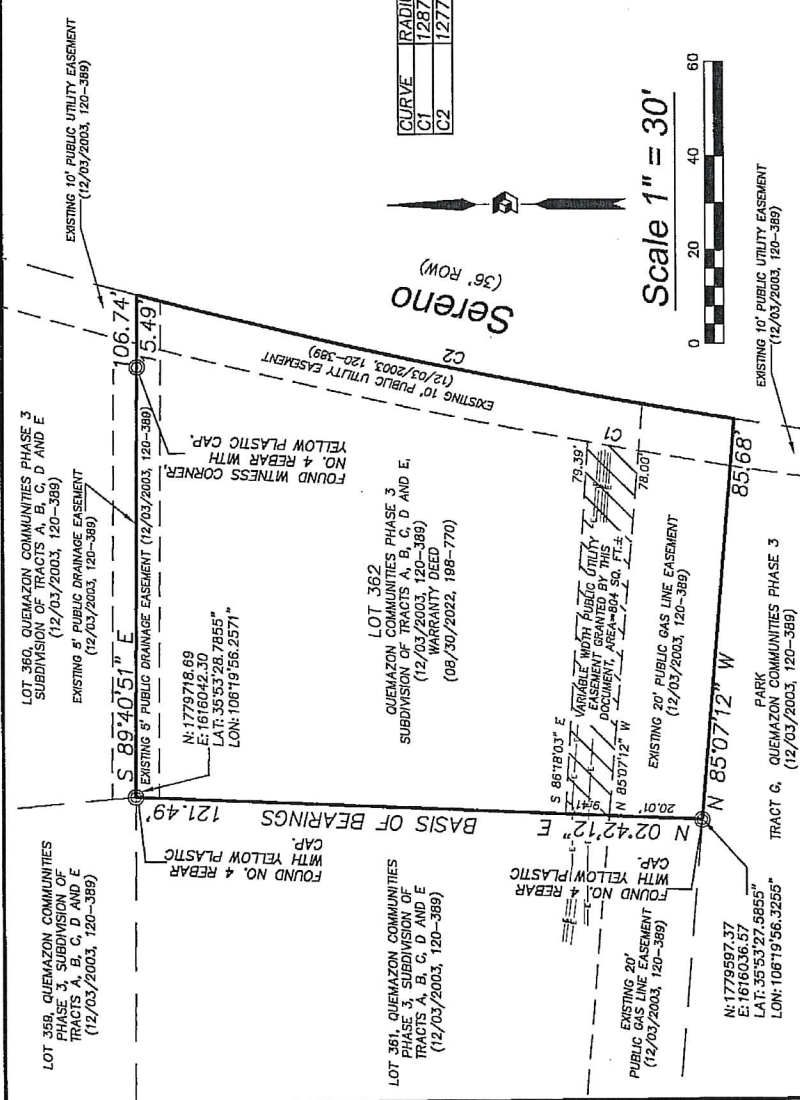 LOT 359, QUEMAZON COMMUNITIES
PHASE 3, SUBDIVISION OF
TRACTS A, B, C, D AND E
(12/03/2003, 120-389)
LOT 360, QUEMAZON COMMUNITIES PHASE 3
SUBDIVISION OF TRACTS A, B, C, D AND E
(12/03/2003, 120-389)
EXISTING 5' PUBLIC DRAINAGE EASEMENT
(12/03/2003, 120-389)
EXISTING 10' PUBLIC UTILITY EASEMENT
(12/03/2003, 120-389)
S 89°40'51" E
106.74'
15.49'
EXISTING 5' PUBLIC DRAINAGE EASEMENT (12/03/2003, 120-389)
FOUND NO. 4 REBAR
WITH YELLOW PLASTIC
CAP.
N:1779718.69
E:1616042.30
LAT:35°53'28.7855"
LON:106°19'56.2571"
FOUND WITNESS CORNER,
NO. 4 REBAR WITH
YELLOW PLASTIC CAP.
CURVE RADIU
C1 1287
C2 1277
121.49'
BASIS OF BEARINGS
N 02°42'12" E
LOT 361, QUEMAZON COMMUNITIES
PHASE 3, SUBDIVISION OF
TRACTS A, B, C, D AND E
(12/03/2003, 120-389)
LOT 362
QUEMAZON COMMUNITIES PHASE 3
SUBDIVISION OF TRACTS A, B, C, D AND E,
(12/03/2003, 120-389)
WARRANTY DEED
(08/30/2022, 198-770)
EXISTING 10' PUBLIC UTILITY EASEMENT
(12/03/2003, 120-389)
C2
Sereno
(36' ROW)
S 86°18'03" E
79.39'
C1
VARIABLE WIDTH PUBLIC UTILITY
EASEMENT GRANTED BY THIS
DOCUMENT, AREA=804 SQ. FT.±
9.41'
N 85°07'12" W
78.00'
EXISTING 20' PUBLIC GAS LINE EASEMENT
(12/03/2003, 120-389)
20.01'
FOUND NO. 4 REBAR
WITH YELLOW PLASTIC
CAP.
EXISTING 20'
PUBLIC GAS LINE EASEMENT
(12/03/2003, 120-389)
N 85°07'12" W
85.68'
N:1779597.37
E:1616036.57
LAT:35°53'27.5855"
LON:106°19'56.3255"
PARK
TRACT G, QUEMAZON COMMUNITIES PHASE 3
(12/03/2003, 120-389)
Scale 1" = 30'
0 20 40 60
EXISTING 10' PUBLIC UTILITY EASEMENT
(12/03/2003, 120-389)